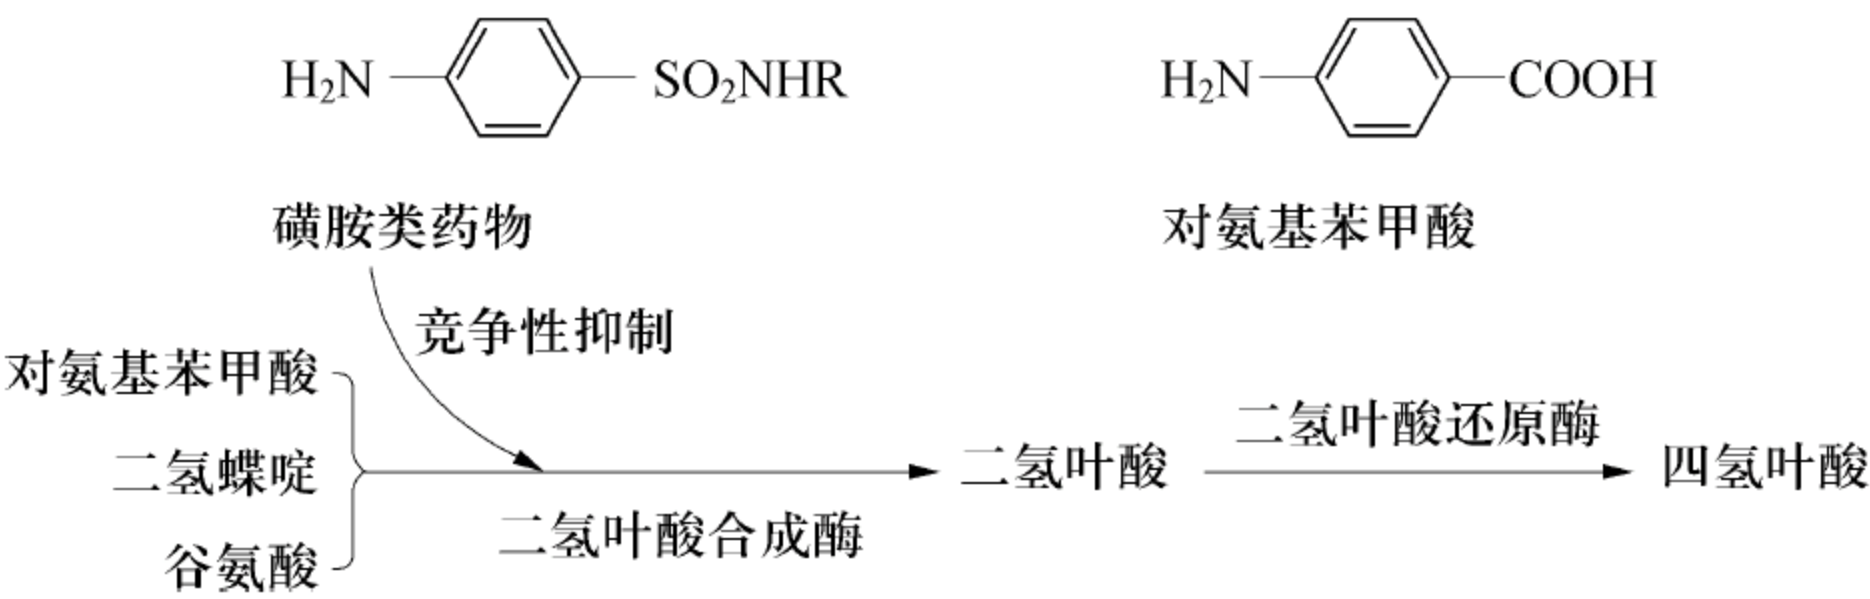 H₂N SO₂NHR H₂N COOH
磺胺类药物 对氨基苯甲酸
竞争性抑制
对氨基苯甲酸
二氢叶酸还原酶
二氢蝶啶 二氢叶酸 四氢叶酸
二氢叶酸合成酶
谷氨酸